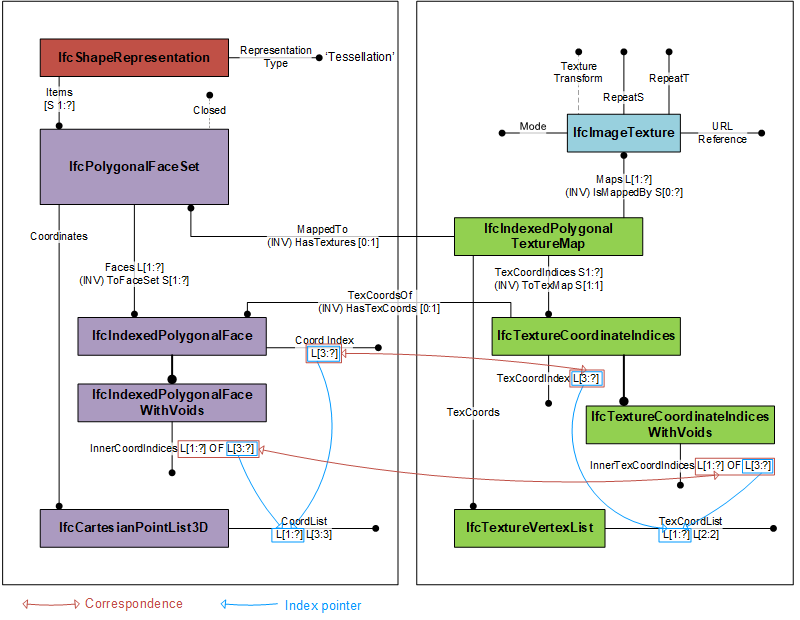 IfcShapeRepresentation
Representation
Type
‘Tessellation’
Items
[S 1:?]
Closed
IfcPolygonalFaceSet
Coordinates
Faces L[1:?]
(INV) ToFaceSet S[1:?]
MappedTo
(INV) HasTextures [0:1]
TexCoordsOf
(INV) HasTexCoords [0:1]
IfcIndexedPolygonalFace
Coord Index
L[3:?]
IfcIndexedPolygonalFace
WithVoids
InnerCoordIndices L[1:?] OF L[3:?]
IfcCartesianPointList3D
CoordList
L[1:?] L[3:3]
Texture
Transform
RepeatS
RepeatT
Mode
IfcImageTexture
URL
Reference
Maps L[1:?]
(INV) IsMappedBy S[0:?]
IfcIndexedPolygonal
TextureMap
TexCoordIndices S1:?]
(INV) ToTexMap S[1:1]
IfcTextureCoordinateIndices
TexCoordIndex L[3:?]
TexCoords
IfcTextureCoordinateIndices
WithVoids
InnerTexCoordIndices L[1:?] OF L[3:?]
IfcTextureVertexList
TexCoordList
L[1:?] L[2:2]
Correspondence
Index pointer